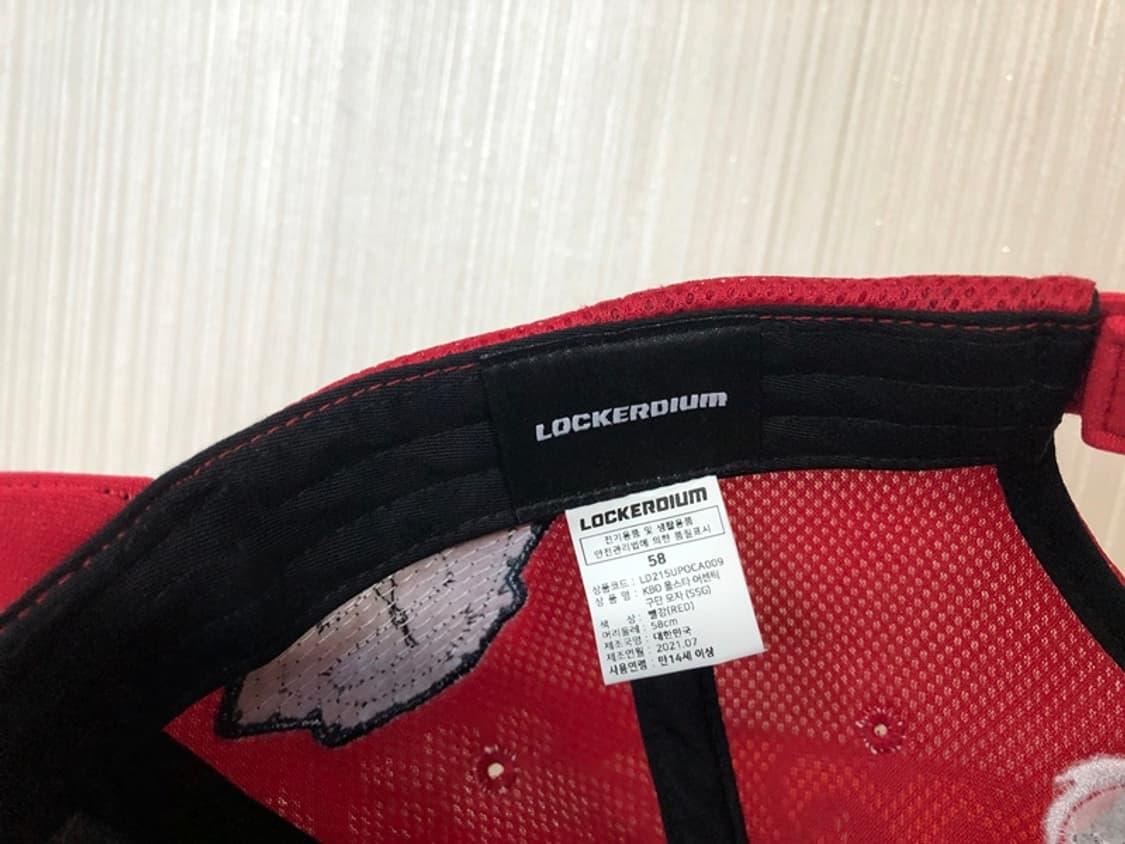 LOCKERDIUM
LOCKERDIUM
전기용품 및 생활용품
안전관리법에 의한 품질표시
58
상품코드 : LD215UPOCA009
상 품 명 : KBO 올스타 어센틱
구단 모자 (SSG)
색 상 : 빨강(RED)
머리둘레 : 58cm
제조국명 : 대한민국
제조연월 : 2021.07
사용연령 : 만14세 이상